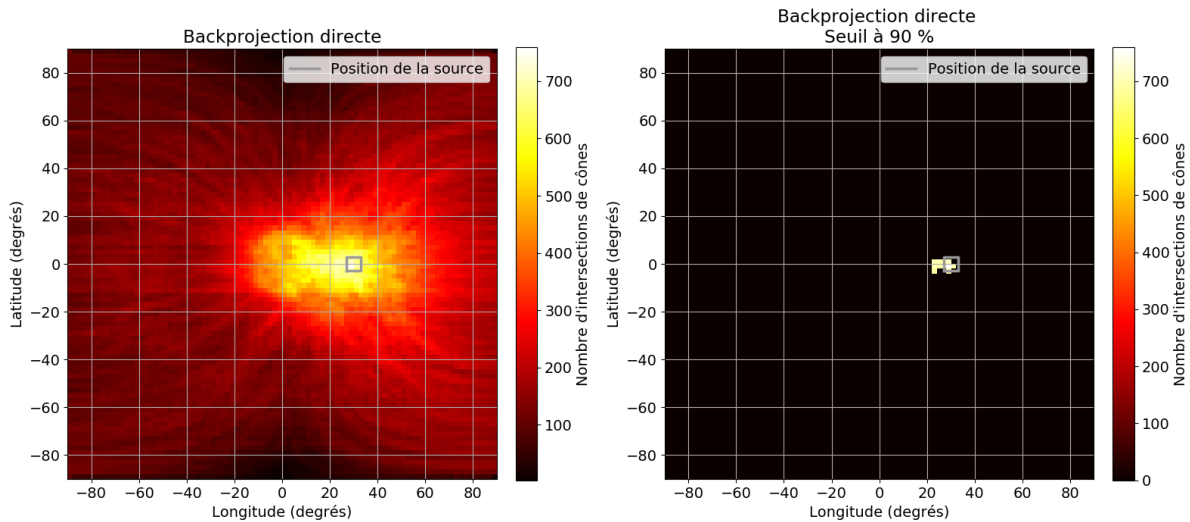 Backprojection directe
Position de la source
80
60
40
20
0
−20
−40
−60
−80
−80 −60 −40 −20 0 20 40 60 80
Latitude (degrés)
Longitude (degrés)
700
600
500
400
300
200
100
Nombre d'intersections de cônes
Backprojection directe
Seuil à 90 %
Position de la source
80
60
40
20
0
−20
−40
−60
−80
−80 −60 −40 −20 0 20 40 60 80
Latitude (degrés)
Longitude (degrés)
700
600
500
400
300
200
100
0
Nombre d'intersections de cônes